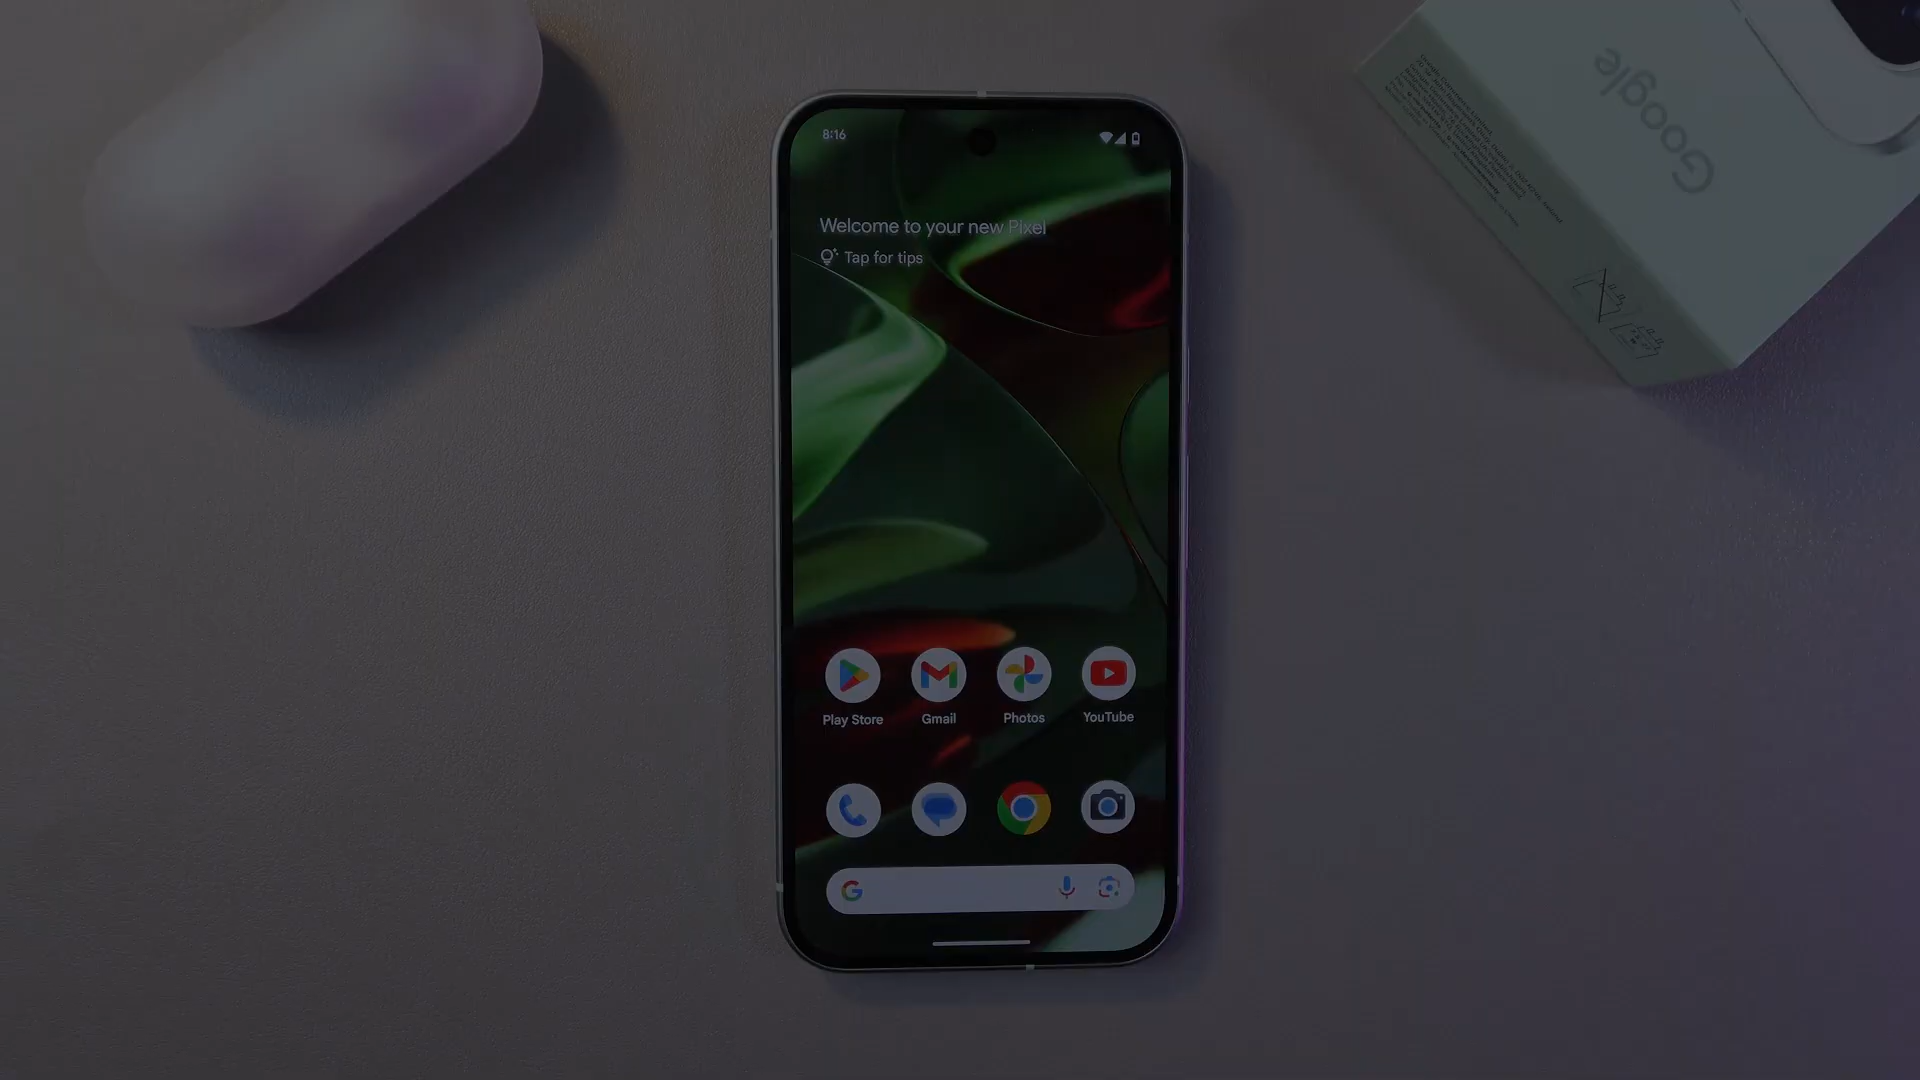 8:16
Welcome to your new Pixel
Tap for tips
Play Store
Gmail
Photos
YouTube
G
Google